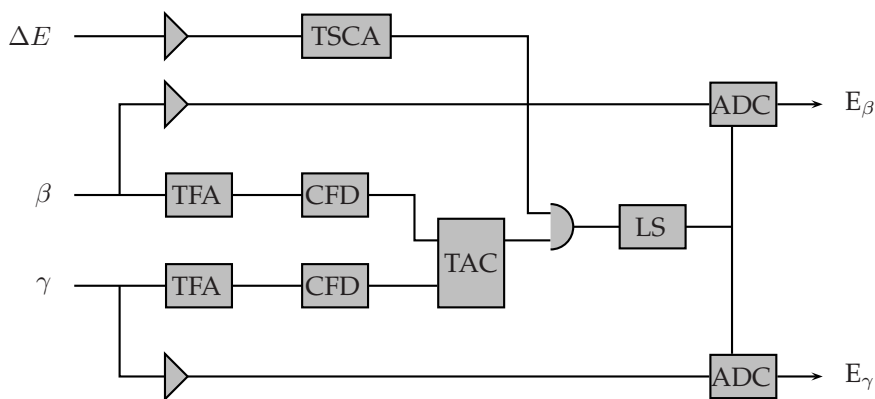 ΔE
TSCA
ADC
E_β
β
TFA
CFD
LS
TAC
γ
TFA
CFD
ADC
E_γ